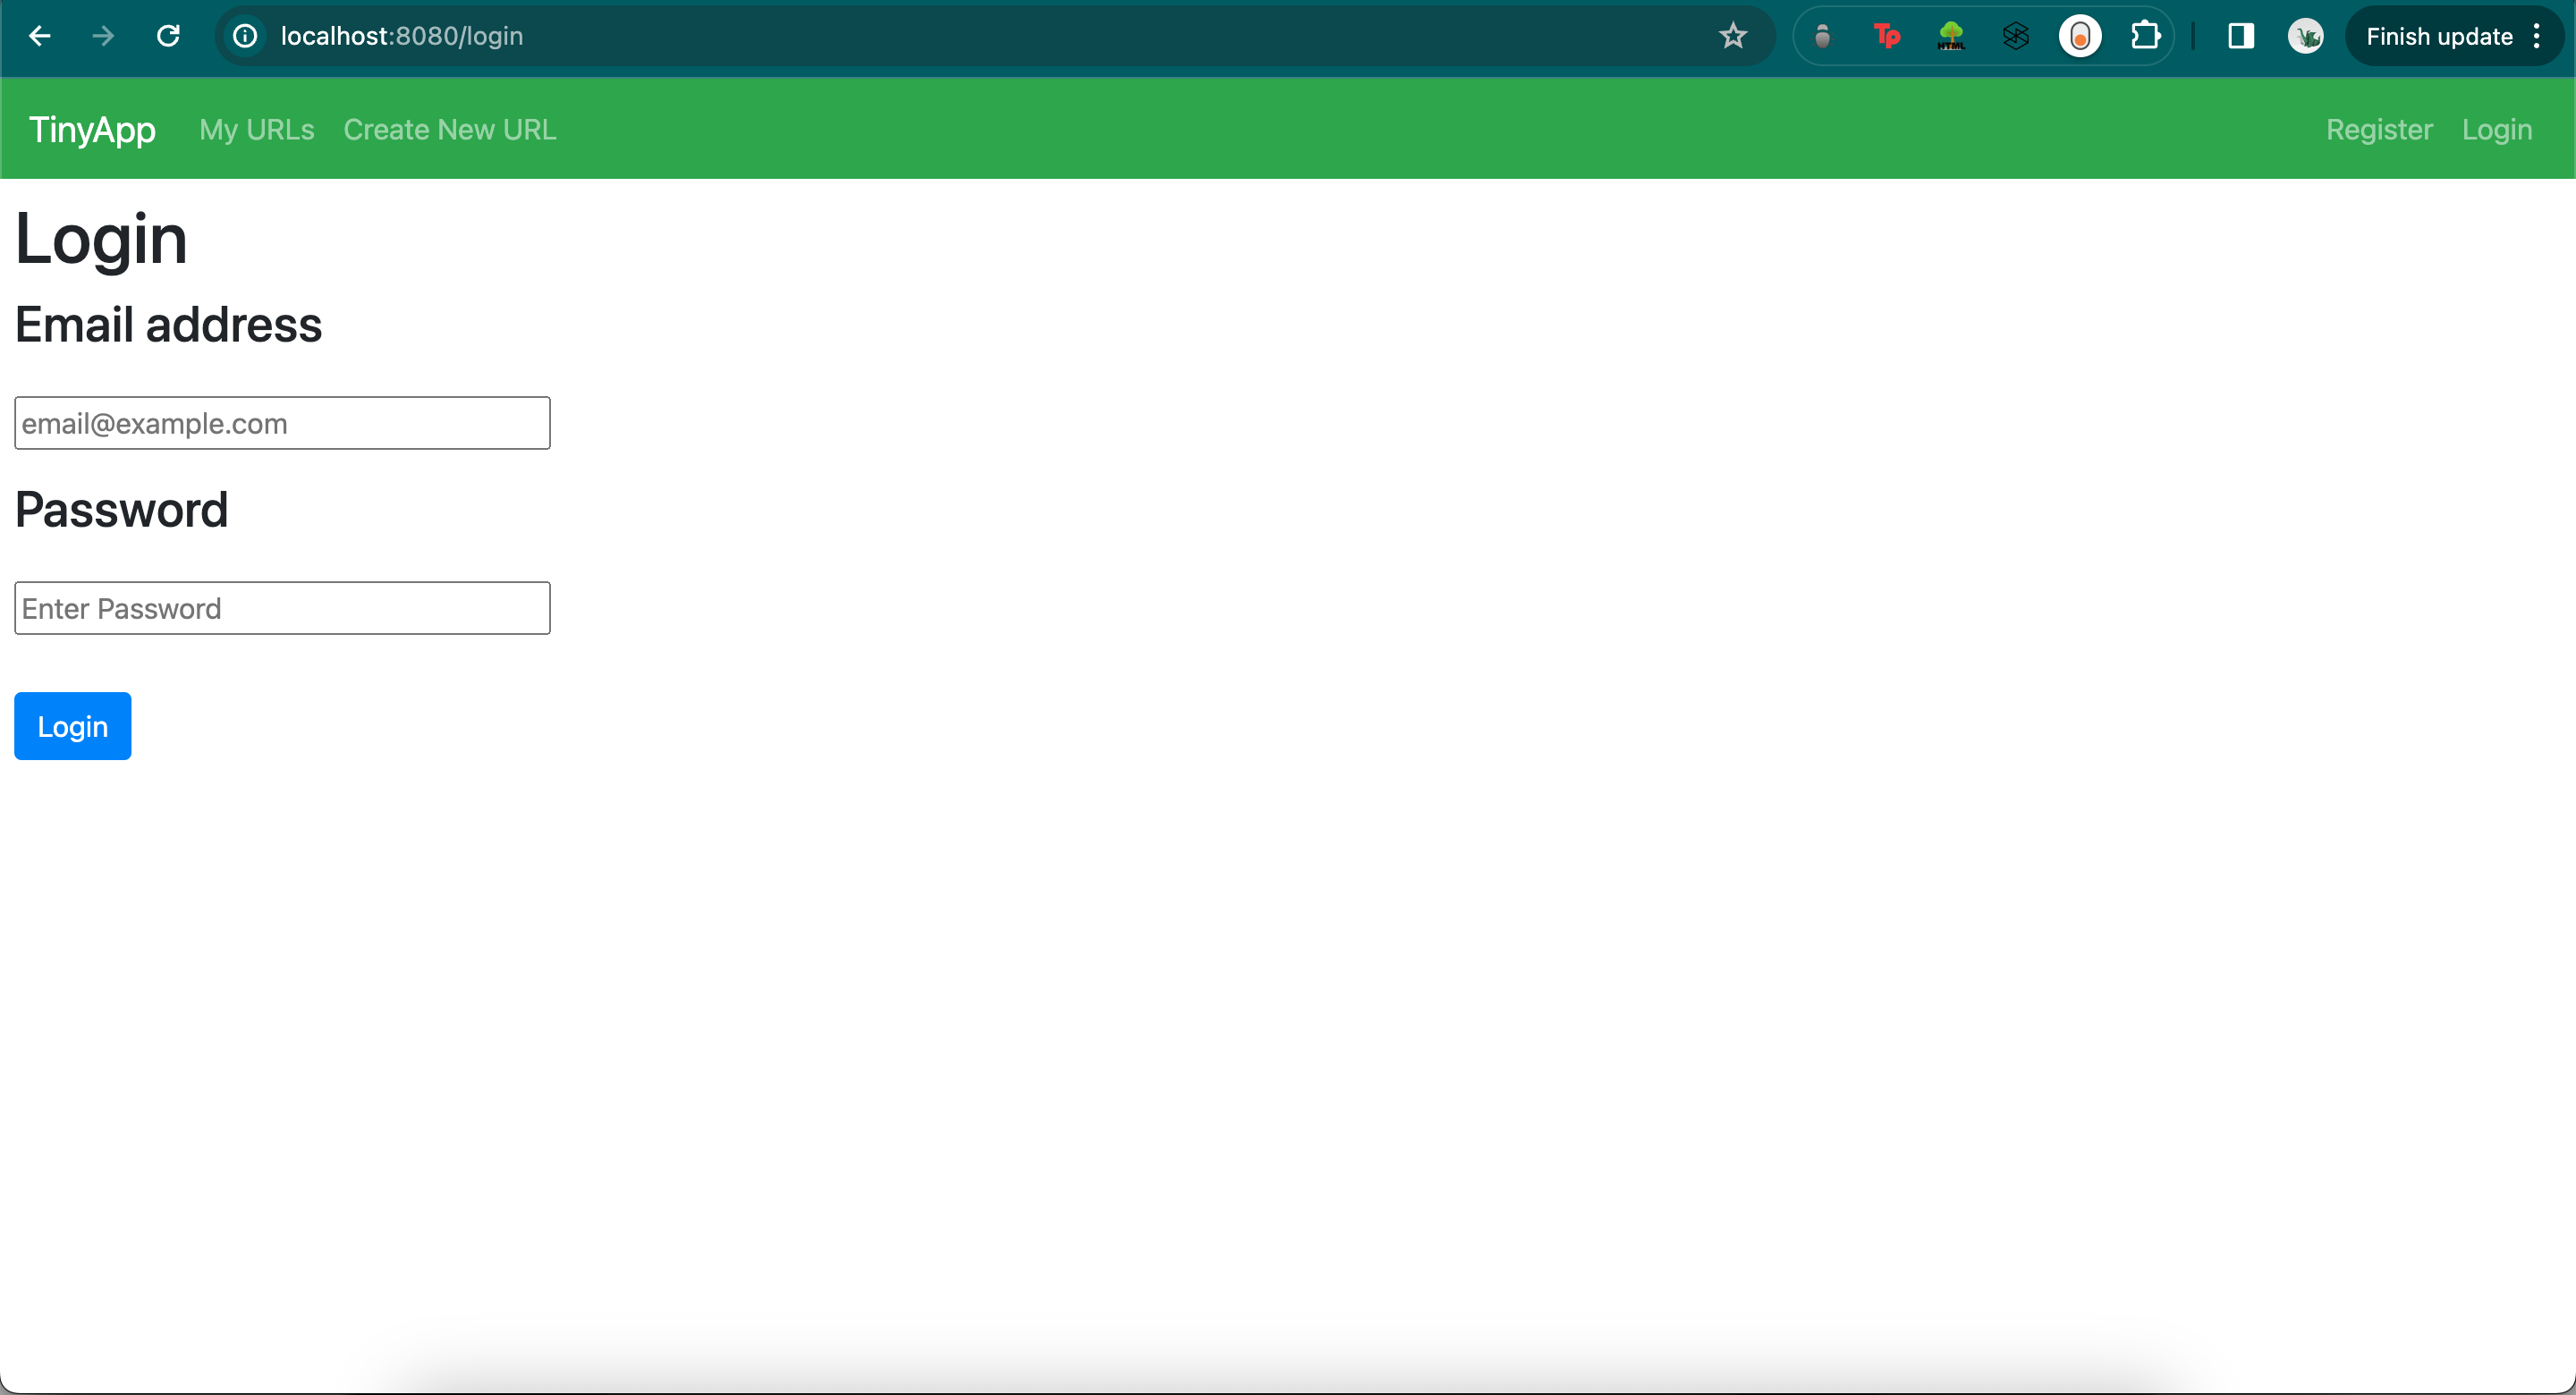 localhost:8080/login
Tp
HTML
Finish update
TinyApp My URLs Create New URL Register Login
Login
Email address
email@example.com
Password
Enter Password
Login